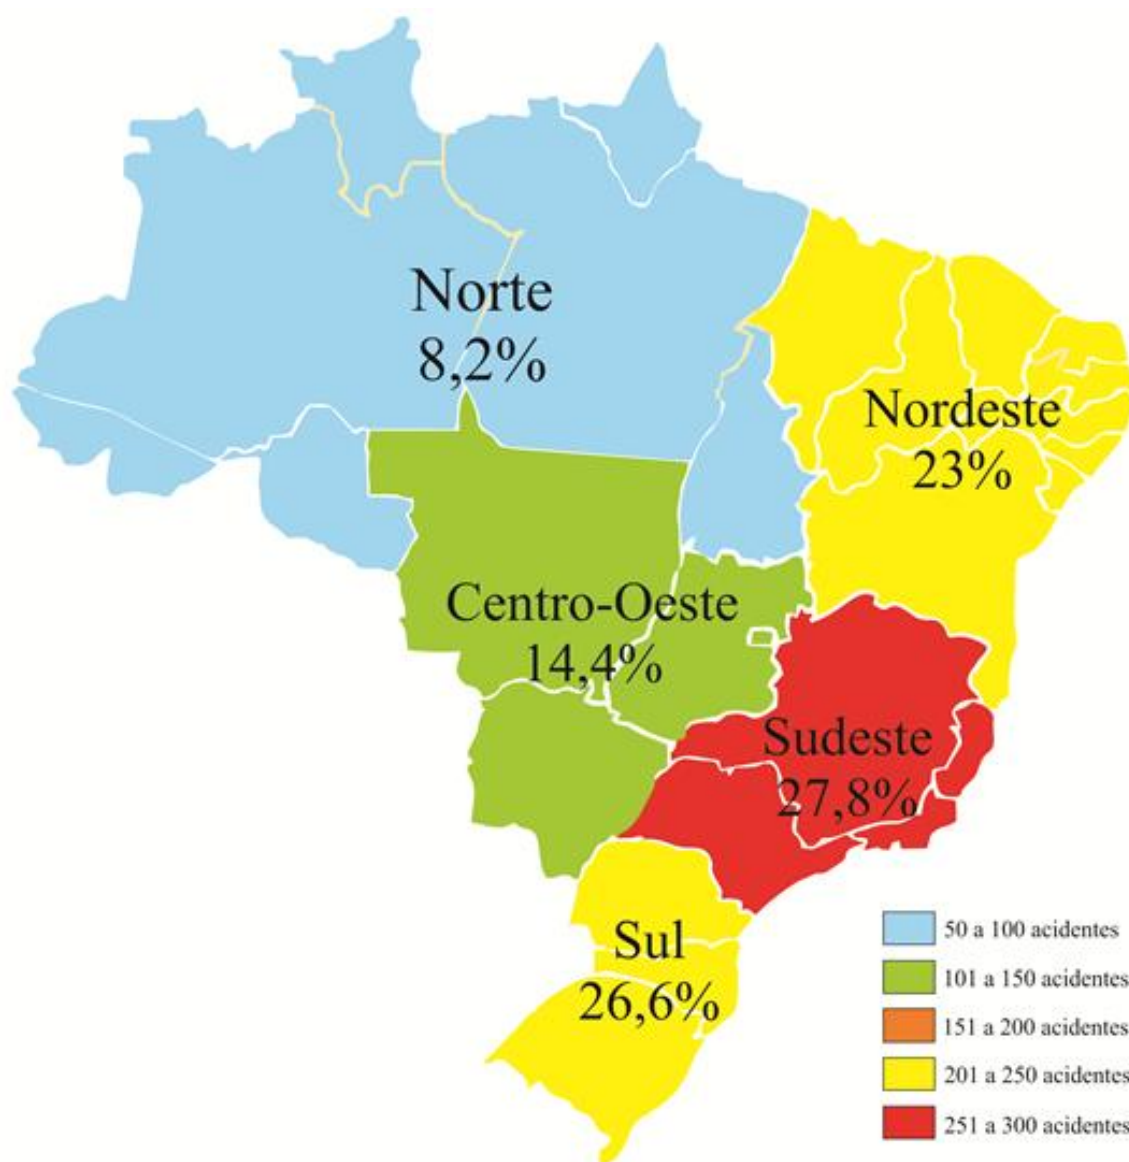 Norte
8,2%
Nordeste
23%
Centro-Oeste
14,4%
Sudeste
27,8%
Sul
26,6%
50 a 100 acidentes
101 a 150 acidentes
151 a 200 acidentes
201 a 250 acidentes
251 a 300 acidentes